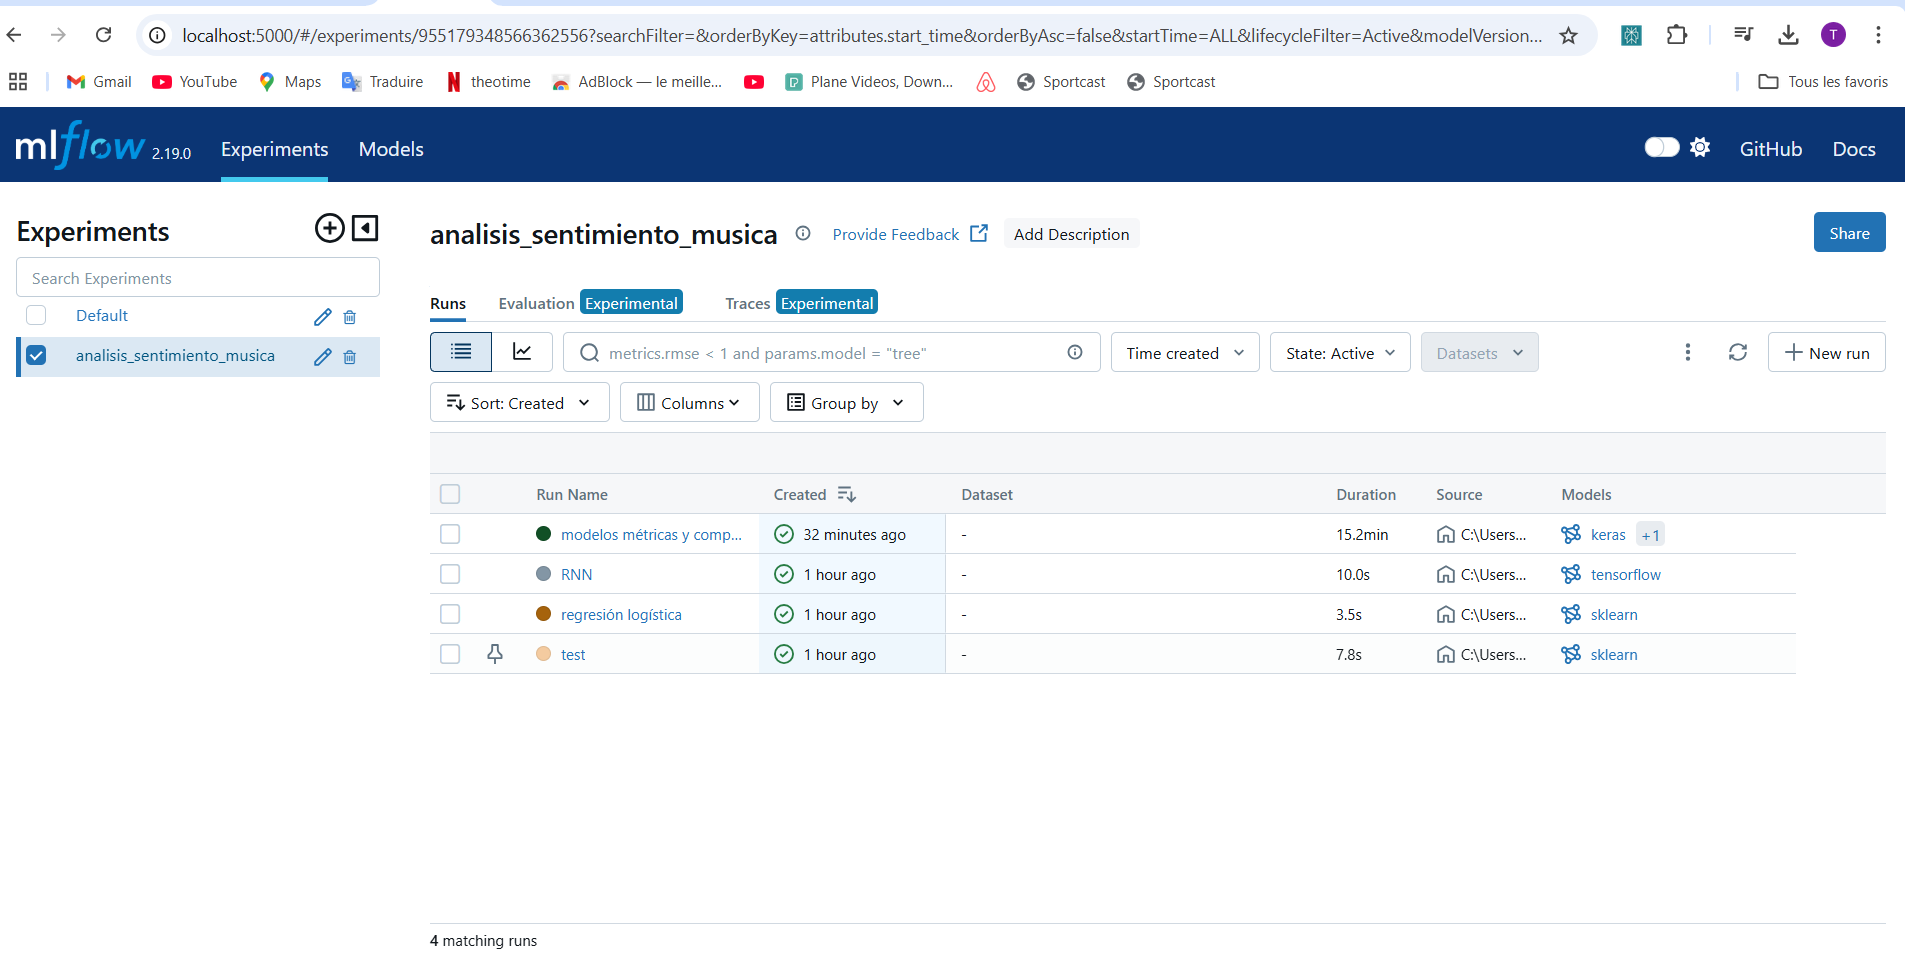 localhost:5000/#/experiments/955179348566362556?searchFilter=&orderByKey=attributes.start_time&orderByAsc=false&startTime=ALL&lifecycleFilter=Active&modelVersion...
T
Gmail YouTube Maps Traduire theotime AdBlock — le meille... Plane Videos, Down... Sportcast Sportcast Tous les favoris
mlflow 2.19.0 Experiments Models GitHub Docs
Experiments
Search Experiments
Default
analisis_sentimiento_musica
analisis_sentimiento_musica Provide Feedback Add Description Share
Runs Evaluation Experimental Traces Experimental
metrics.rmse < 1 and params.model = "tree" Time created State: Active Datasets New run
Sort: Created Columns Group by
Run Name Created Dataset Duration Source Models
modelos métricas y comp... 32 minutes ago - 15.2min C:\Users... keras +1
RNN 1 hour ago - 10.0s C:\Users... tensorflow
regresión logística 1 hour ago - 3.5s C:\Users... sklearn
test 1 hour ago - 7.8s C:\Users... sklearn
4 matching runs